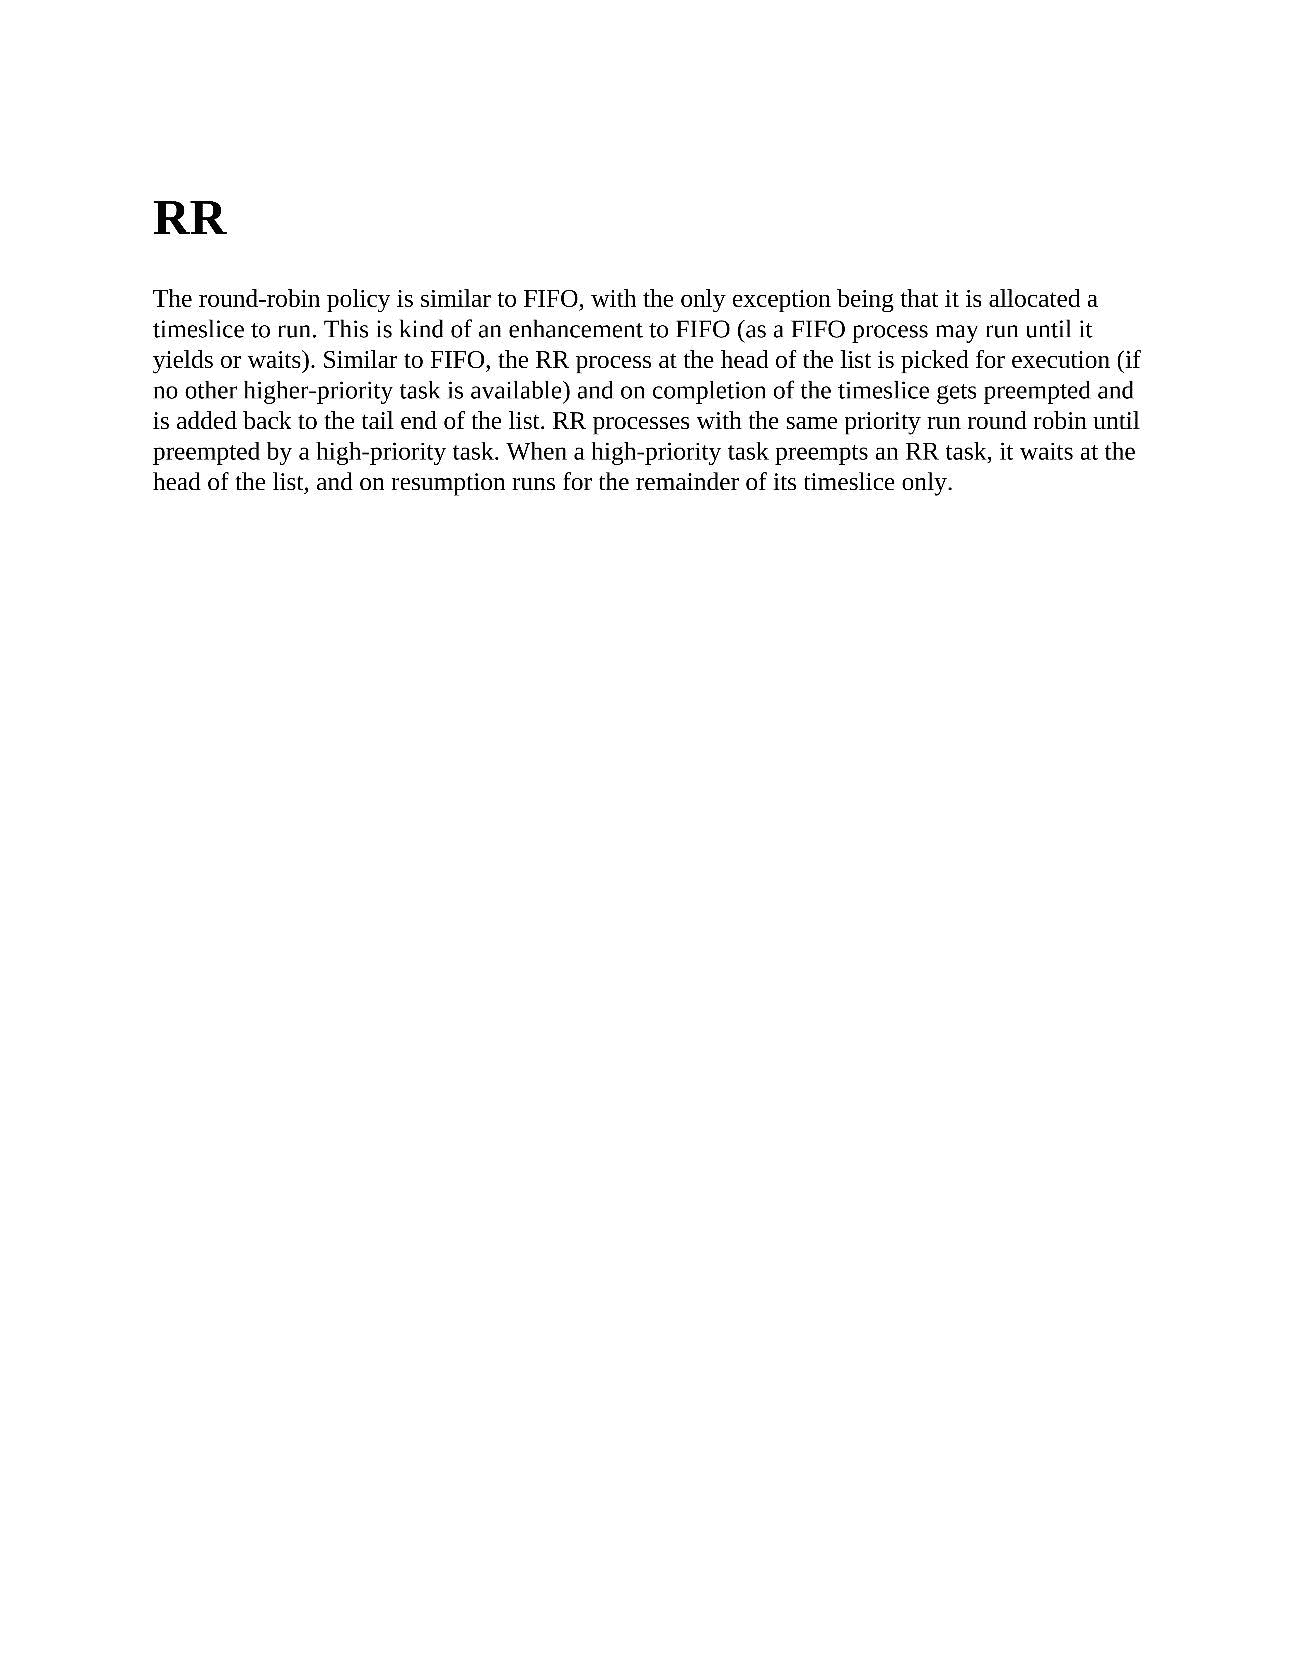 RR
The round-robin policy is similar to FIFO, with the only exception being that it is allocated a
timeslice to run. This is kind of an enhancement to FIFO (as a FIFO process may run until it
yields or waits). Similar to FIFO, the RR process at the head of the list is picked for execution (if
no other higher-priority task is available) and on completion of the timeslice gets preempted and
is added back to the tail end of the list. RR processes with the same priority run round robin until
preempted by a high-priority task. When a high-priority task preempts an RR task, it waits at the
head of the list, and on resumption runs for the remainder of its timeslice only.